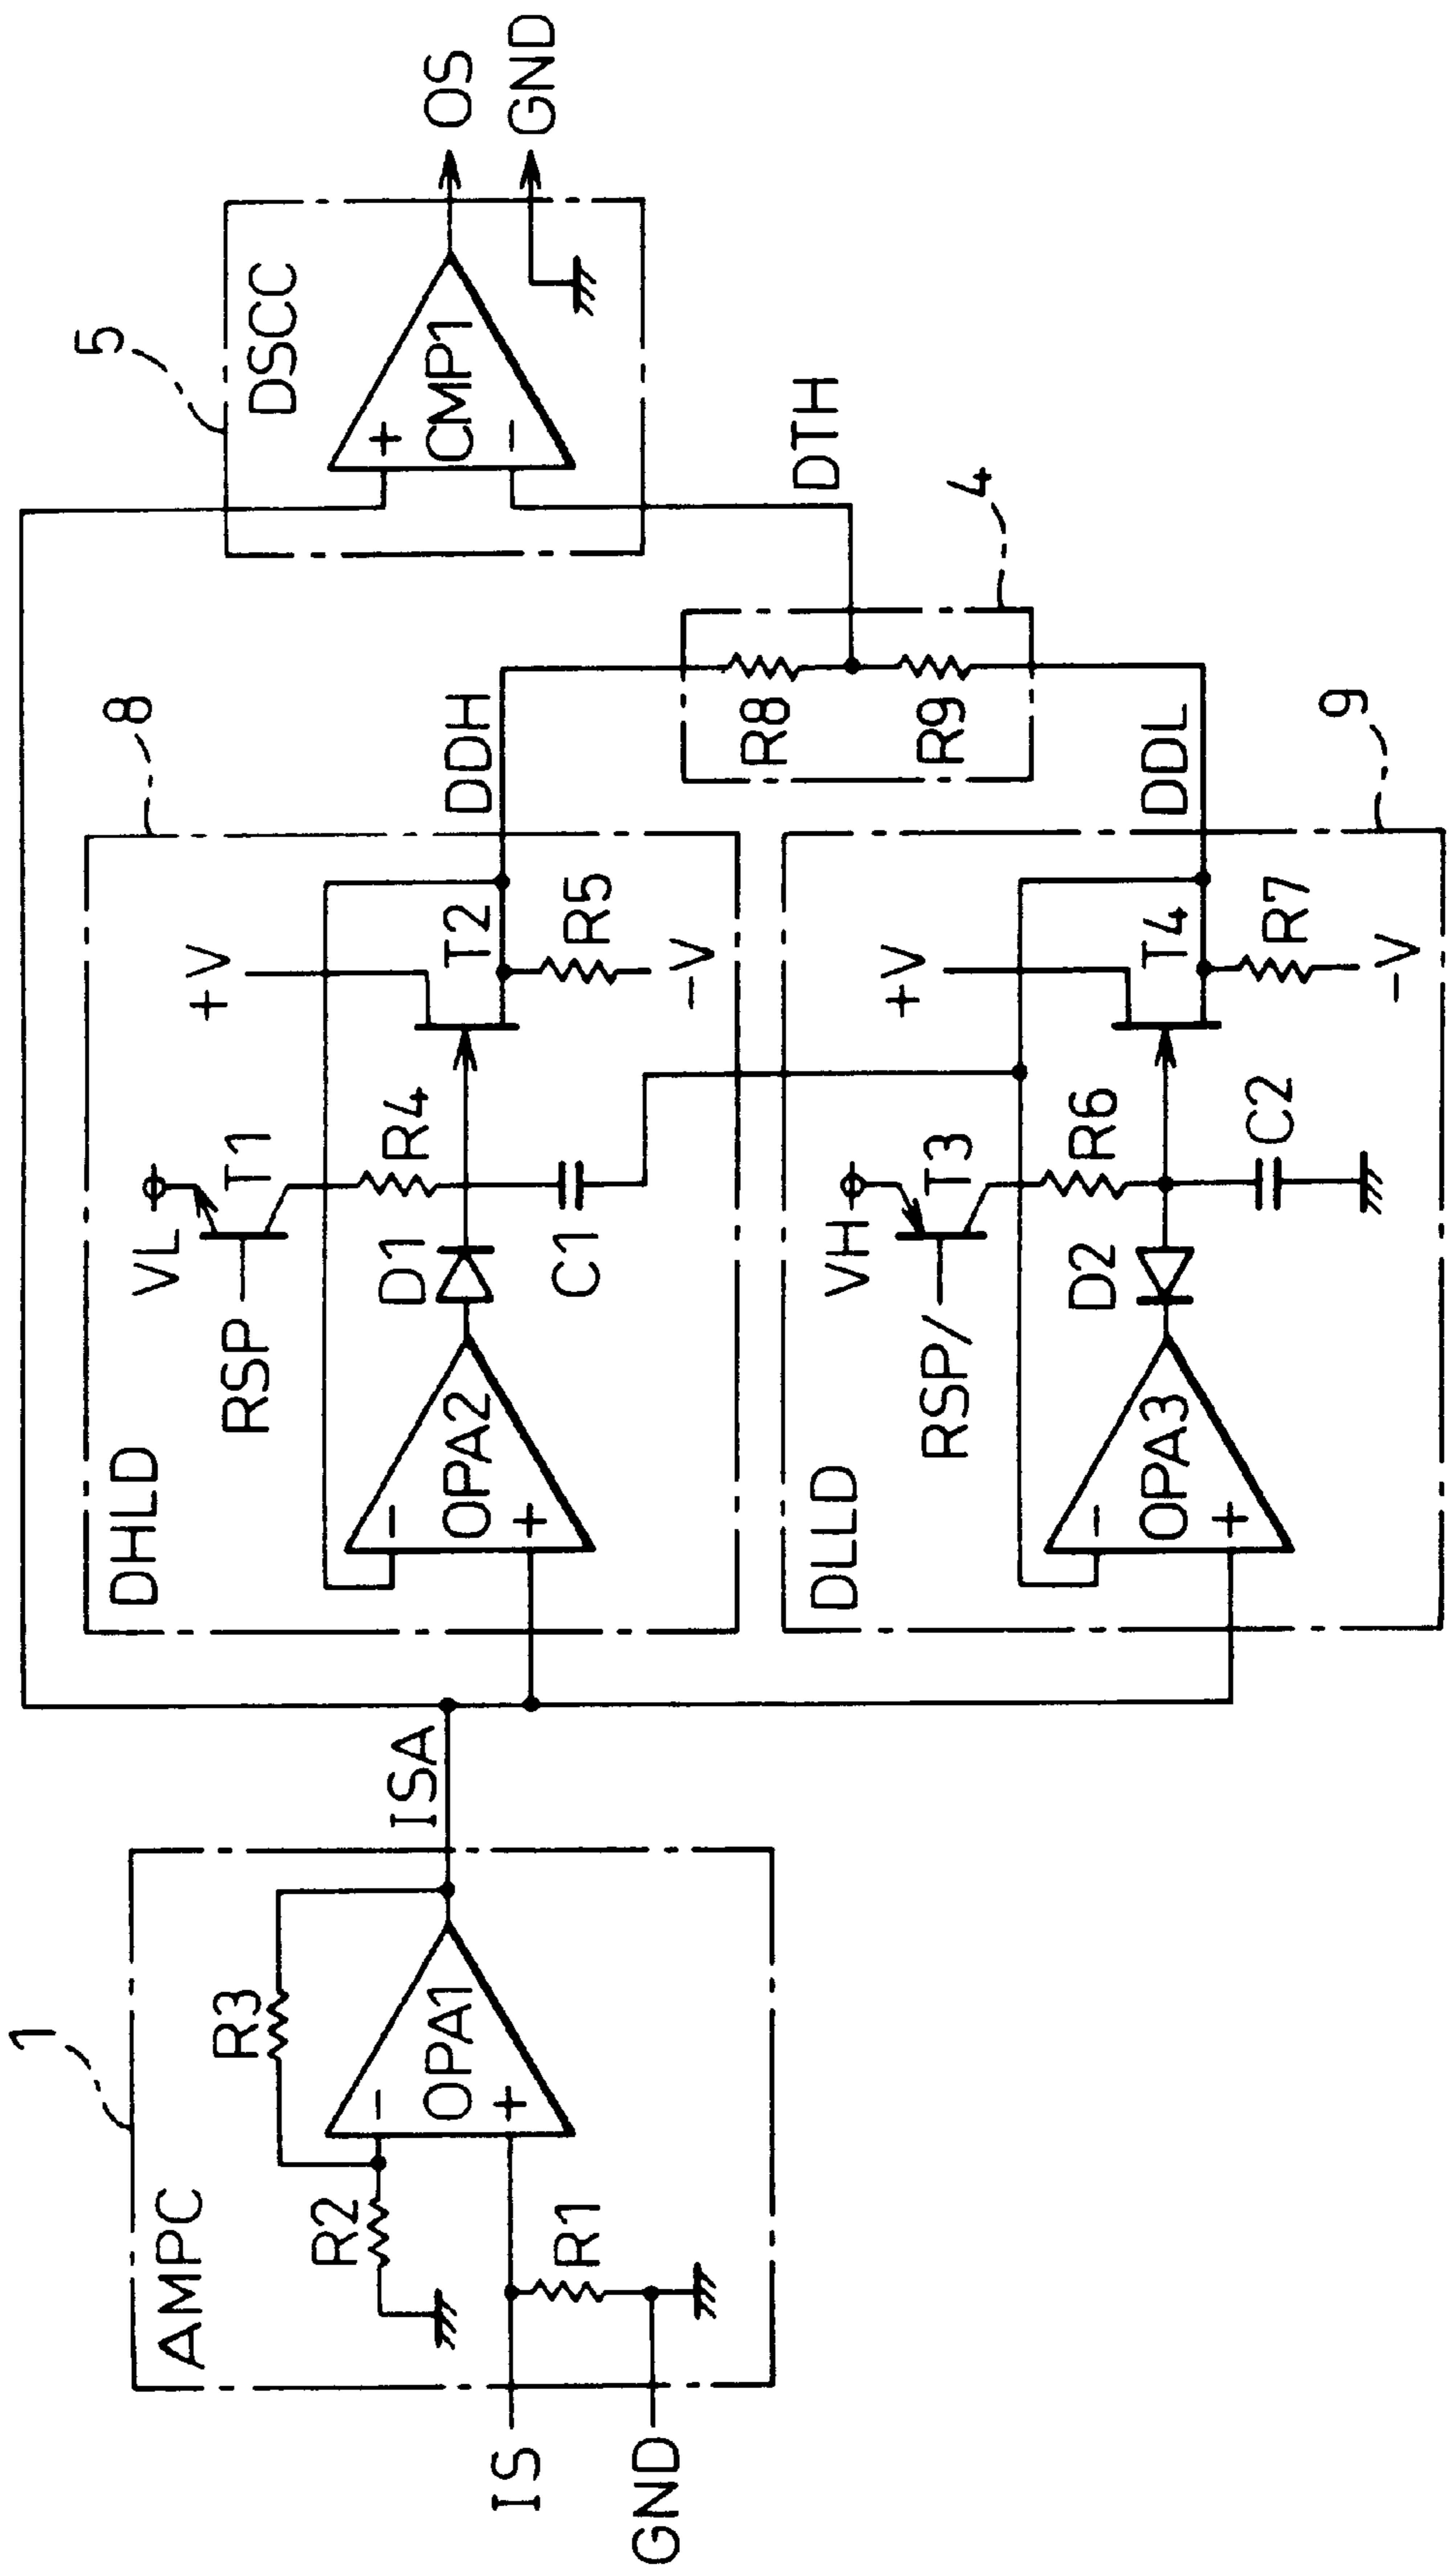 1
AMPC
R3
R2
OPA1
−
+
R1
IS
GND
ISA
8
DHLD
VL
T1
RSP
+V
R4
D1
OPA2
−
+
C1
T2
R5
−V
DDH
9
DLLD
VH
T3
RSP/
+V
R6
D2
OPA3
−
+
C2
T4
R7
−V
DDL
4
R8
R9
DTH
5
DSCC
CMP1
+
−
OS
GND